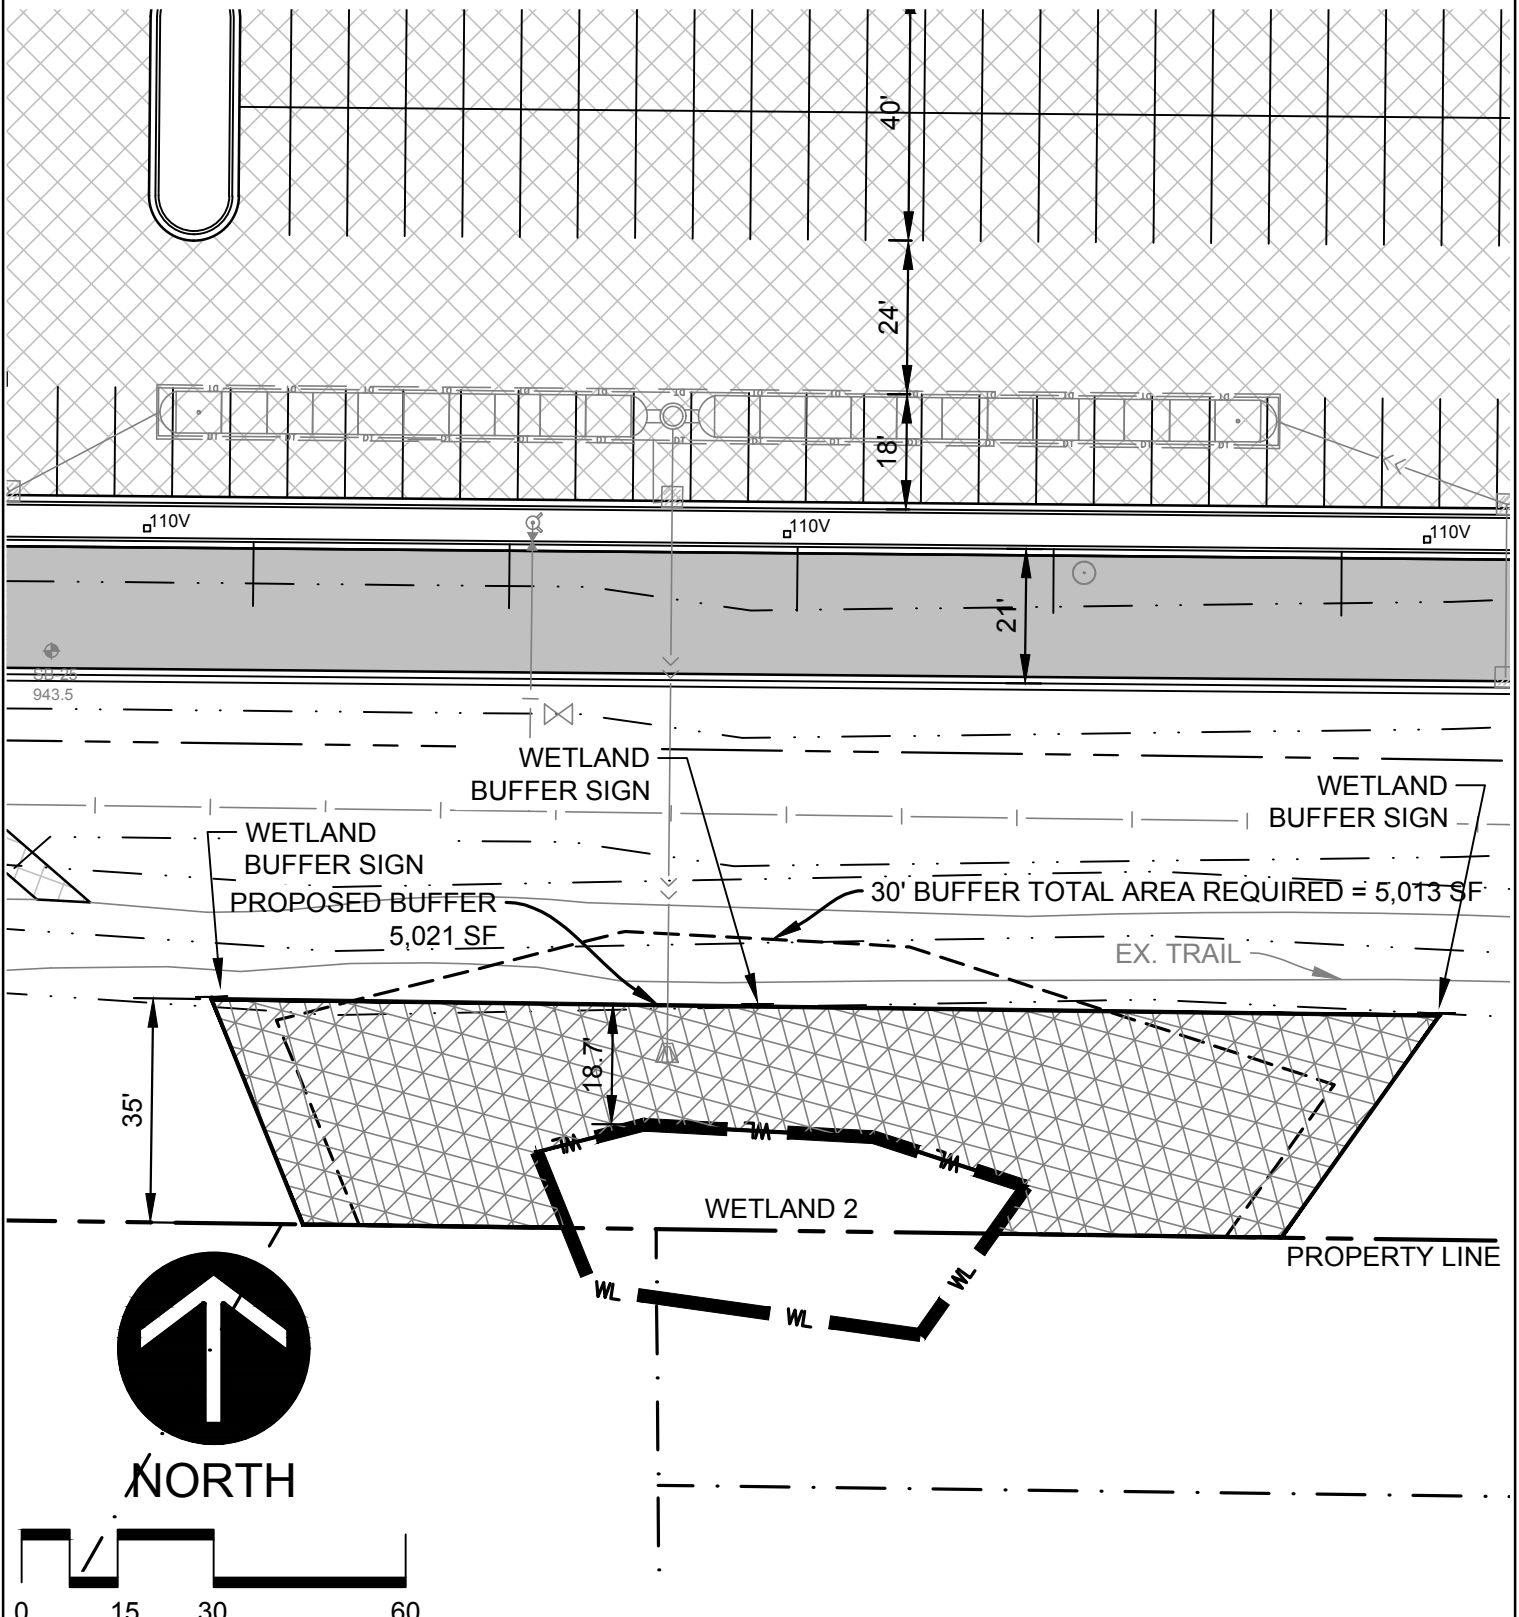 40'
24'
18'
110V
110V
110V
21'
SB-25
943.5
WETLAND
BUFFER SIGN
WETLAND
BUFFER SIGN
WETLAND
BUFFER SIGN
PROPOSED BUFFER
5,021 SF
30' BUFFER TOTAL AREA REQUIRED = 5,013 SF
EX. TRAIL
35'
18.7'
WETLAND 2
PROPERTY LINE
WL
WL
WL
WL
WL
WL
NORTH
0 15 30 60